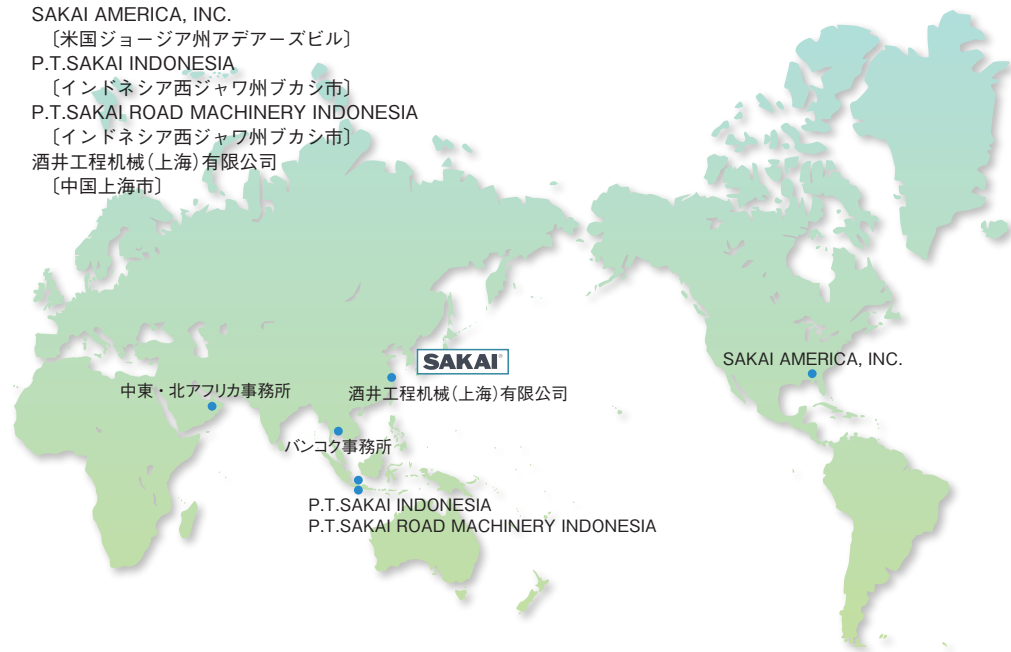 SAKAI AMERICA, INC.
〔米国ジョージア州アデアーズビル〕
P.T.SAKAI INDONESIA
〔インドネシア西ジャワ州ブカシ市〕
P.T.SAKAI ROAD MACHINERY INDONESIA
〔インドネシア西ジャワ州ブカシ市〕
酒井工程机械(上海)有限公司
〔中国上海市〕
SAKAI®
SAKAI AMERICA, INC.
中東・北アフリカ事務所
酒井工程机械(上海)有限公司
バンコク事務所
P.T.SAKAI INDONESIA
P.T.SAKAI ROAD MACHINERY INDONESIA